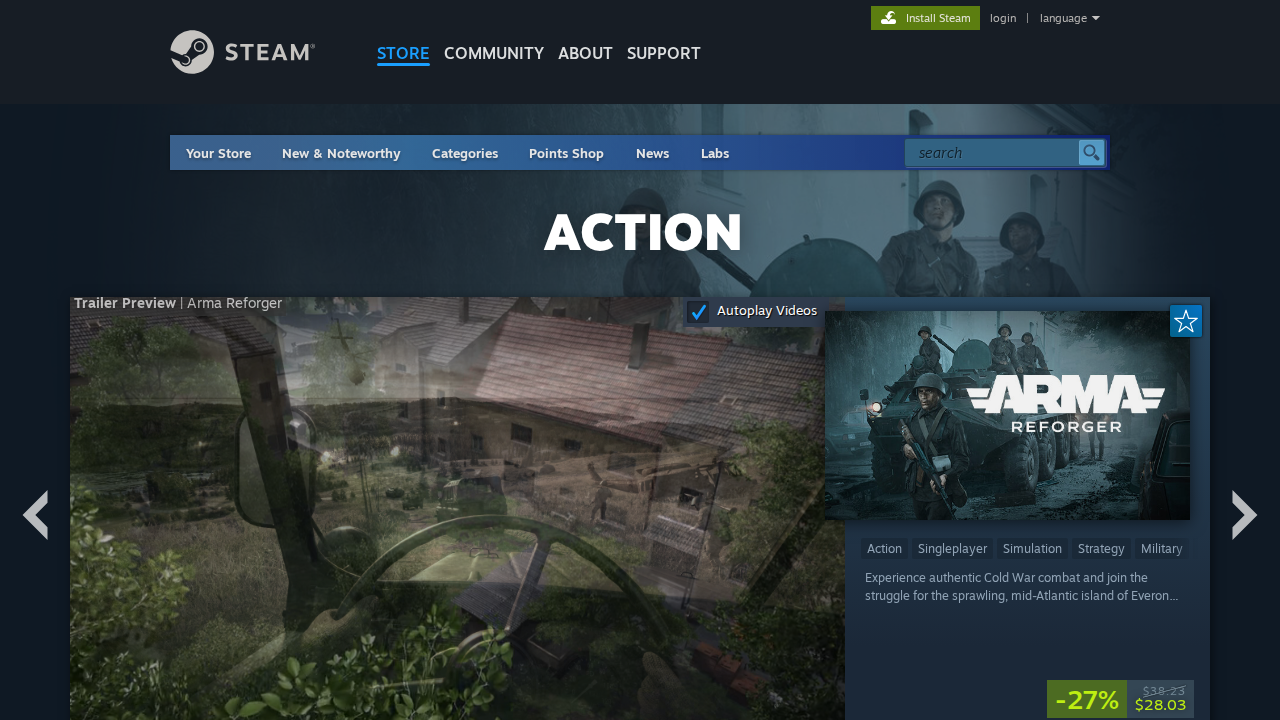 Install Steam
login | language
STEAM®
STORE COMMUNITY ABOUT SUPPORT
Your Store New & Noteworthy Categories Points Shop News Labs
search
ACTION
Trailer Preview | Arma Reforger
Autoplay Videos
ARMA
REFORGER
Action Singleplayer Simulation Strategy Military
Experience authentic Cold War combat and join the
struggle for the sprawling, mid-Atlantic island of Everon...
-27%
$38.23
$28.03